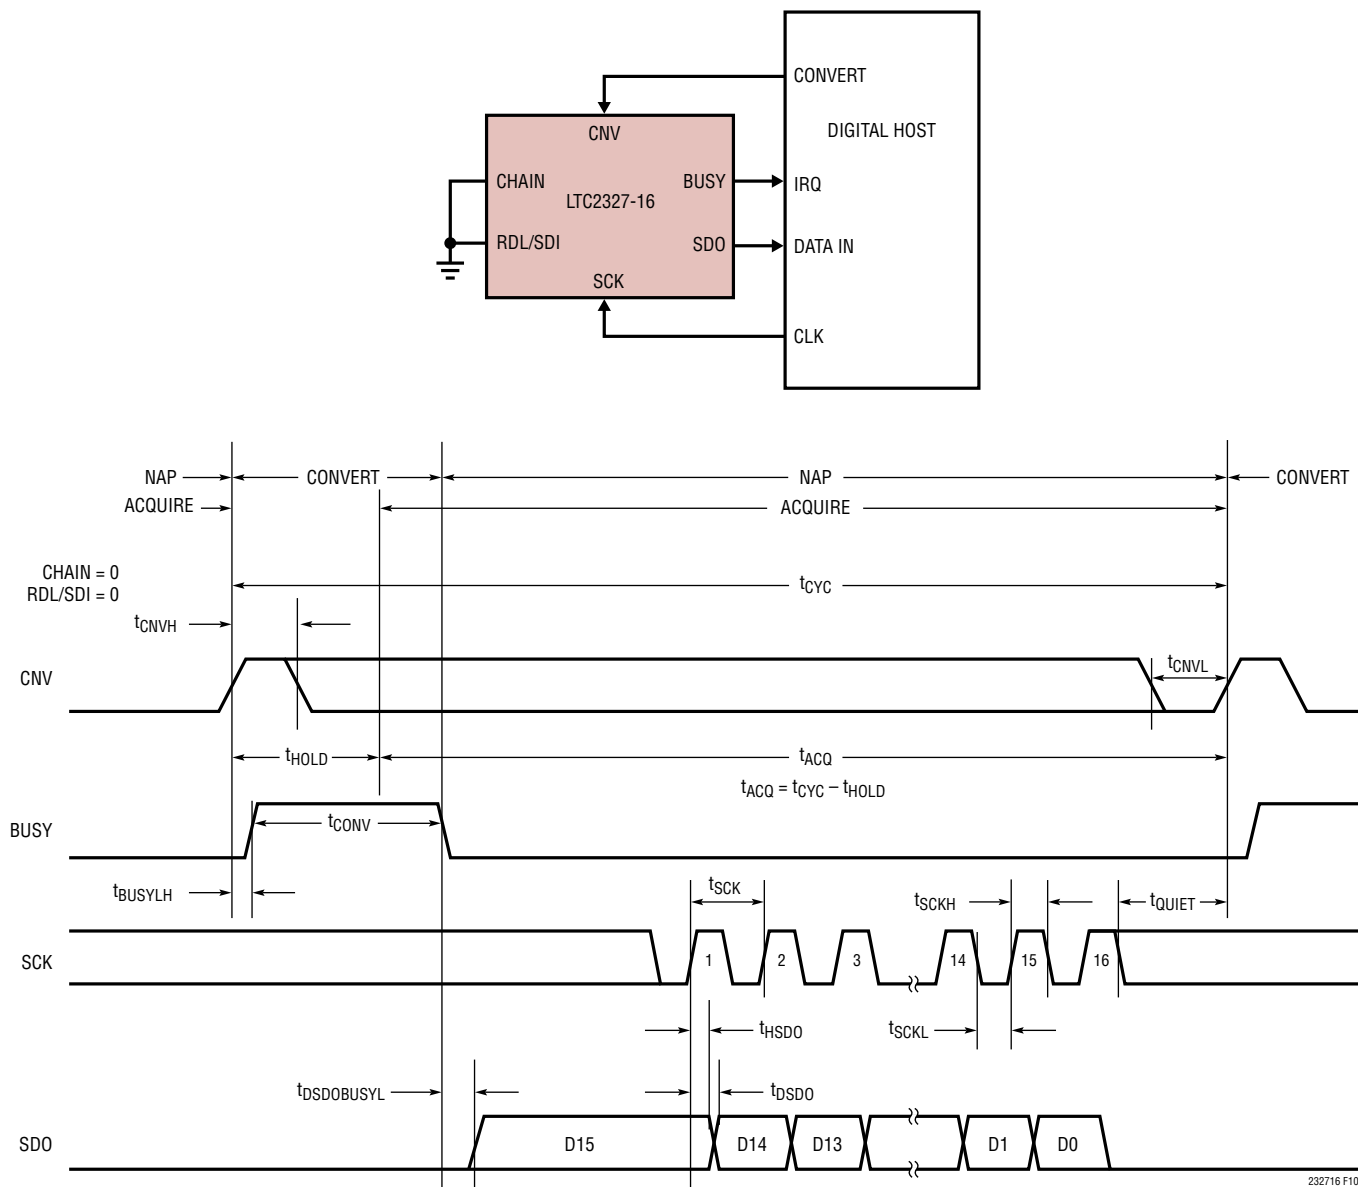 CONVERT
DIGITAL HOST
CNV
CHAIN
BUSY
IRQ
LTC2327-16
RDL/SDI
SDO
DATA IN
SCK
CLK
NAP
CONVERT
NAP
CONVERT
ACQUIRE
ACQUIRE
CHAIN = 0
RDL/SDI = 0
tCYC
tCNVH
tCNVL
CNV
tHOLD
tACQ
tACQ = tCYC – tHOLD
BUSY
tCONV
tBUSYLH
tSCK
tSCKH
tQUIET
SCK
1 2 3 14 15 16
tHSDO
tSCKL
tDSDOBUSYL
tDSDO
SDO
D15 D14 D13 D1 D0
232716 F10